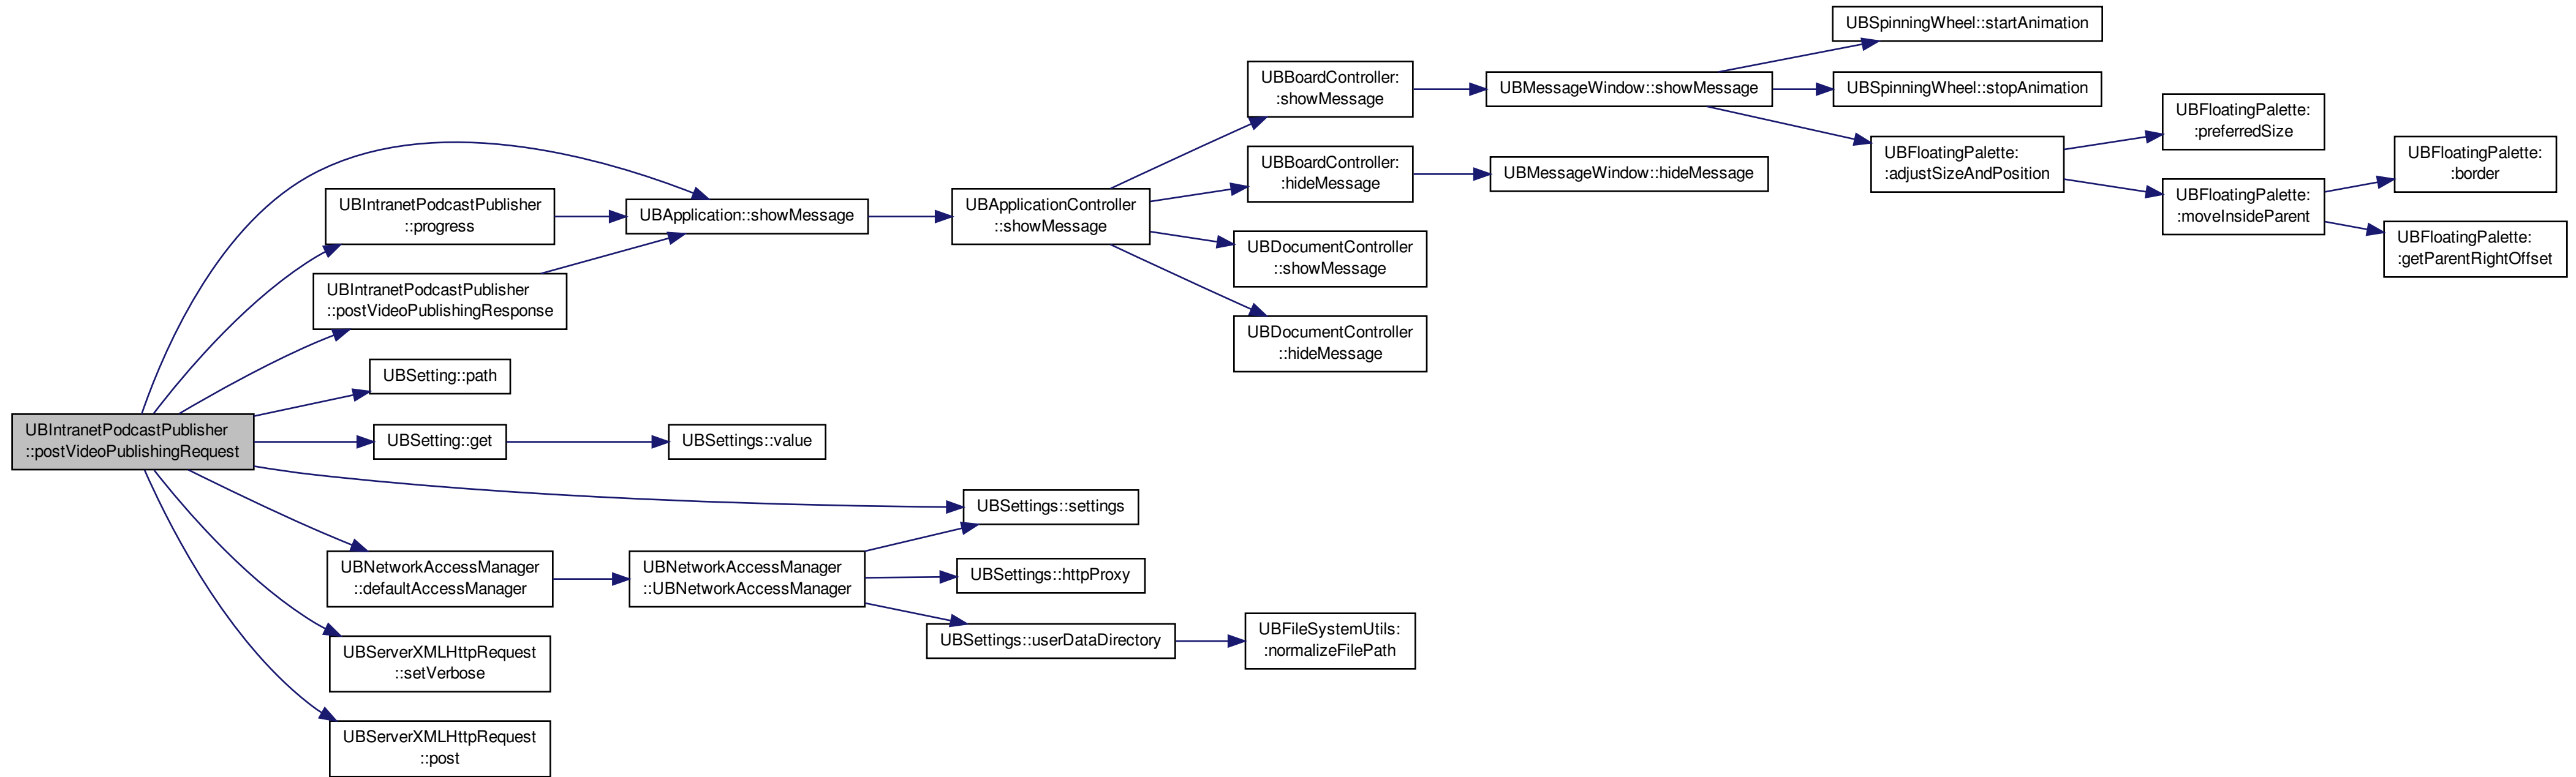 UBIntranetPodcastPublisher
::postVideoPublishingRequest
UBIntranetPodcastPublisher
::progress
UBIntranetPodcastPublisher
::postVideoPublishingResponse
UBSetting::path
UBSetting::get
UBNetworkAccessManager
::defaultAccessManager
UBServerXMLHttpRequest
::setVerbose
UBServerXMLHttpRequest
::post
UBApplication::showMessage
UBSettings::value
UBNetworkAccessManager
::UBNetworkAccessManager
UBApplicationController
::showMessage
UBSettings::settings
UBSettings::httpProxy
UBSettings::userDataDirectory
UBBoardController:
:showMessage
UBBoardController:
:hideMessage
UBDocumentController
::showMessage
UBDocumentController
::hideMessage
UBFileSystemUtils:
:normalizeFilePath
UBMessageWindow::showMessage
UBMessageWindow::hideMessage
UBSpinningWheel::startAnimation
UBSpinningWheel::stopAnimation
UBFloatingPalette:
:adjustSizeAndPosition
UBFloatingPalette:
:preferredSize
UBFloatingPalette:
:moveInsideParent
UBFloatingPalette:
:border
UBFloatingPalette:
:getParentRightOffset